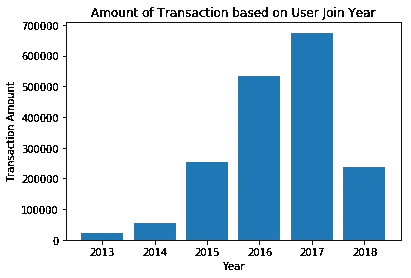 Amount of Transaction based on User Join Year
Transaction Amount
700000
600000
500000
400000
300000
200000
100000
0
2013 2014 2015 2016 2017 2018
Year